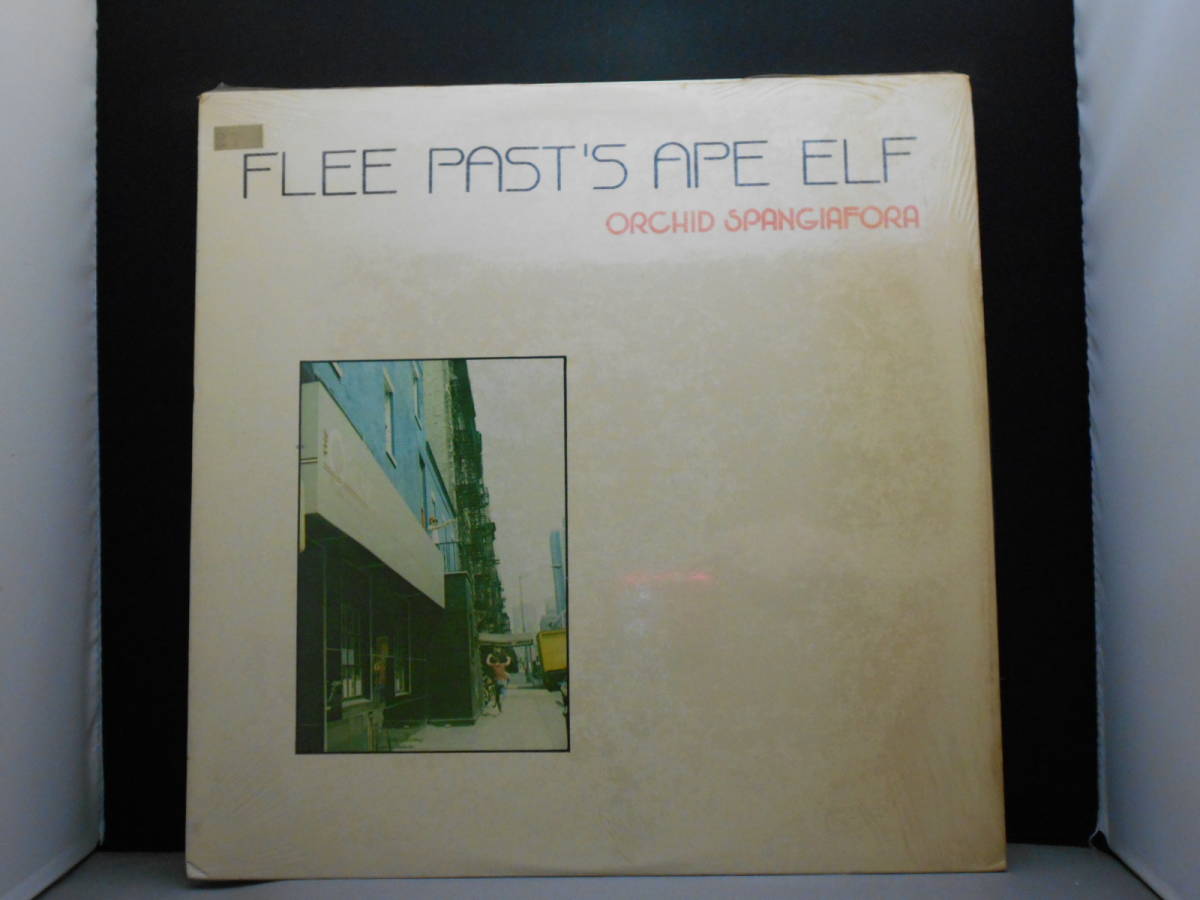 FLEE PAST'S APE ELF
ORCHID SPANGIAFORA